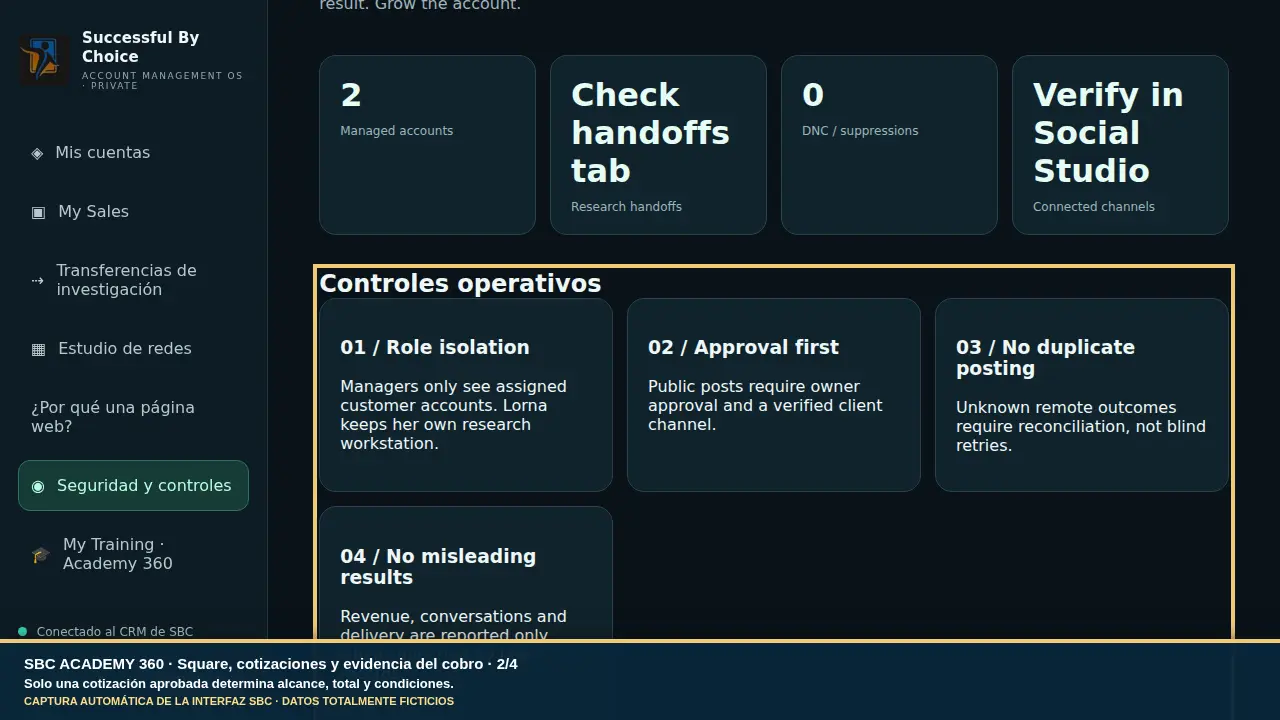 Successful By
Choice
ACCOUNT MANAGEMENT OS
· PRIVATE
◈ Mis cuentas
▣ My Sales
⇢ Transferencias de
investigación
▦ Estudio de redes
¿Por qué una página
web?
◉ Seguridad y controles
🎓 My Training ·
Academy 360
Conectado al CRM de SBC
result. Grow the account.
2
Managed accounts
Check
handoffs
tab
Research handoffs
0
DNC / suppressions
Verify in
Social
Studio
Connected channels
Controles operativos
01 / Role isolation
Managers only see assigned
customer accounts. Lorna
keeps her own research
workstation.
02 / Approval first
Public posts require owner
approval and a verified client
channel.
03 / No duplicate
posting
Unknown remote outcomes
require reconciliation, not blind
retries.
04 / No misleading
results
Revenue, conversations and
delivery are reported only
SBC ACADEMY 360 · Square, cotizaciones y evidencia del cobro · 2/4
Solo una cotización aprobada determina alcance, total y condiciones.
CAPTURA AUTOMÁTICA DE LA INTERFAZ SBC · DATOS TOTALMENTE FICTICIOS